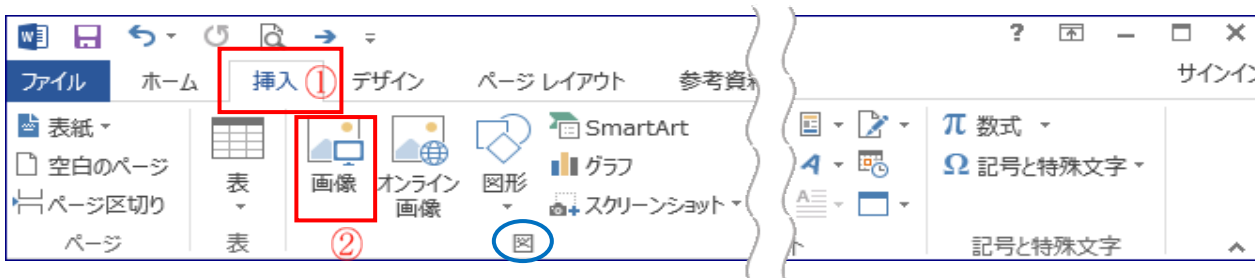 W
?
サインイン
ファイル ホーム 挿入 ① デザイン ページ レイアウト 参考資
表紙
空白のページ
ページ区切り
ページ
表
表
画像
②
オンライン
画像
図形
SmartArt
グラフ
スクリーンショット
図
A
A
ト
π 数式
Ω 記号と特殊文字
記号と特殊文字